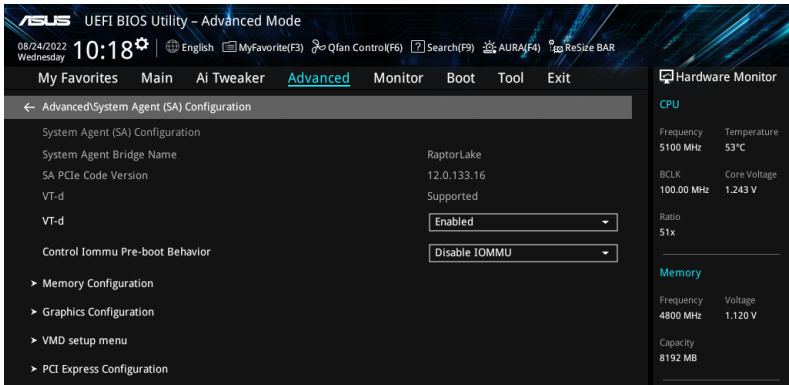 ASUS UEFI BIOS Utility – Advanced Mode
08/24/2022 Wednesday 10:18 English MyFavorite(F3) Qfan Control(F6) ? Search(F9) AURA(F4) ReSize BAR
My Favorites Main Ai Tweaker Advanced Monitor Boot Tool Exit
Hardware Monitor
← Advanced\System Agent (SA) Configuration
System Agent (SA) Configuration
System Agent Bridge Name RaptorLake
SA PCIe Code Version 12.0.133.16
VT-d Supported
VT-d Enabled
Control Iommu Pre-boot Behavior Disable IOMMU
➤ Memory Configuration
➤ Graphics Configuration
➤ VMD setup menu
➤ PCI Express Configuration
CPU
Frequency Temperature
5100 MHz 53°C
BCLK Core Voltage
100.00 MHz 1.243 V
Ratio
51x
Memory
Frequency Voltage
4800 MHz 1.120 V
Capacity
8192 MB